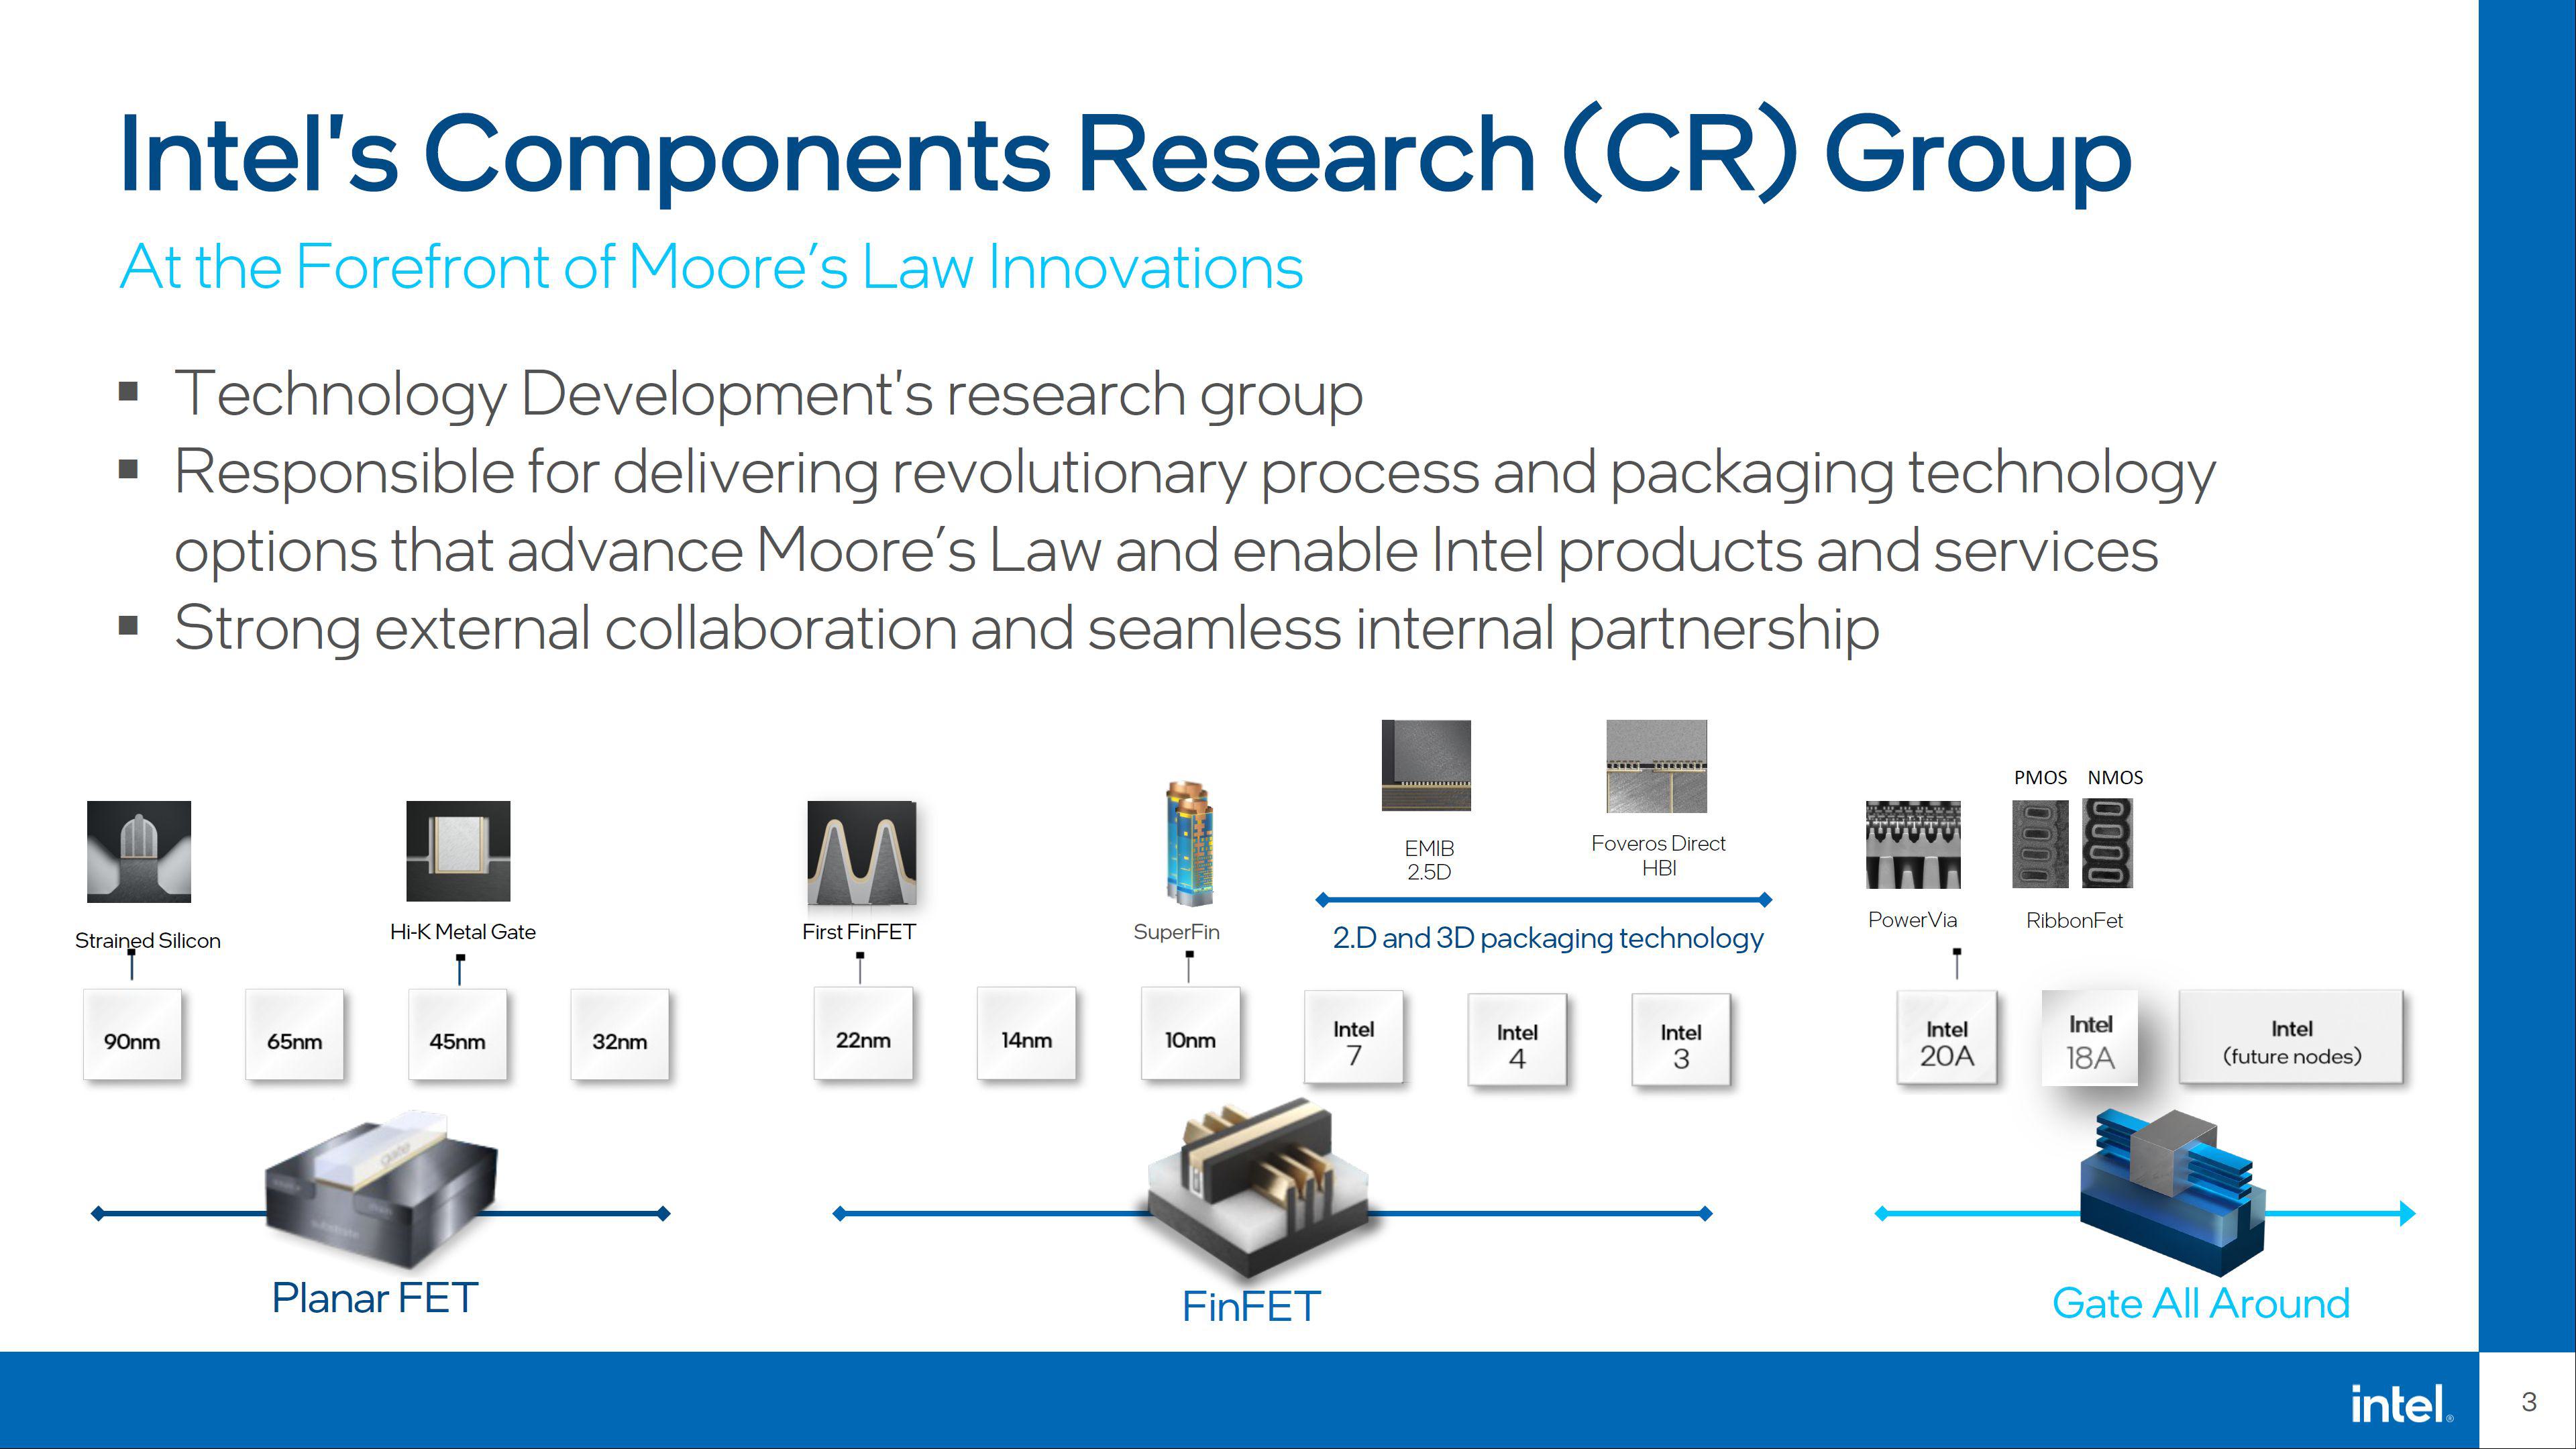 Intel's Components Research (CR) Group
At the Forefront of Moore's Law Innovations
▪ Technology Development's research group
▪ Responsible for delivering revolutionary process and packaging technology
options that advance Moore's Law and enable Intel products and services
▪ Strong external collaboration and seamless internal partnership
Strained Silicon
Hi-K Metal Gate
First FinFET
SuperFin
EMIB
2.5D
Foveros Direct
HBI
2.D and 3D packaging technology
PowerVia
PMOS NMOS
RibbonFet
90nm
65nm
45nm
32nm
22nm
14nm
10nm
Intel
7
Intel
4
Intel
3
Intel
20A
Intel
18A
Intel
(future nodes)
gate
substrate
Planar FET
FinFET
Gate All Around
intel®
3